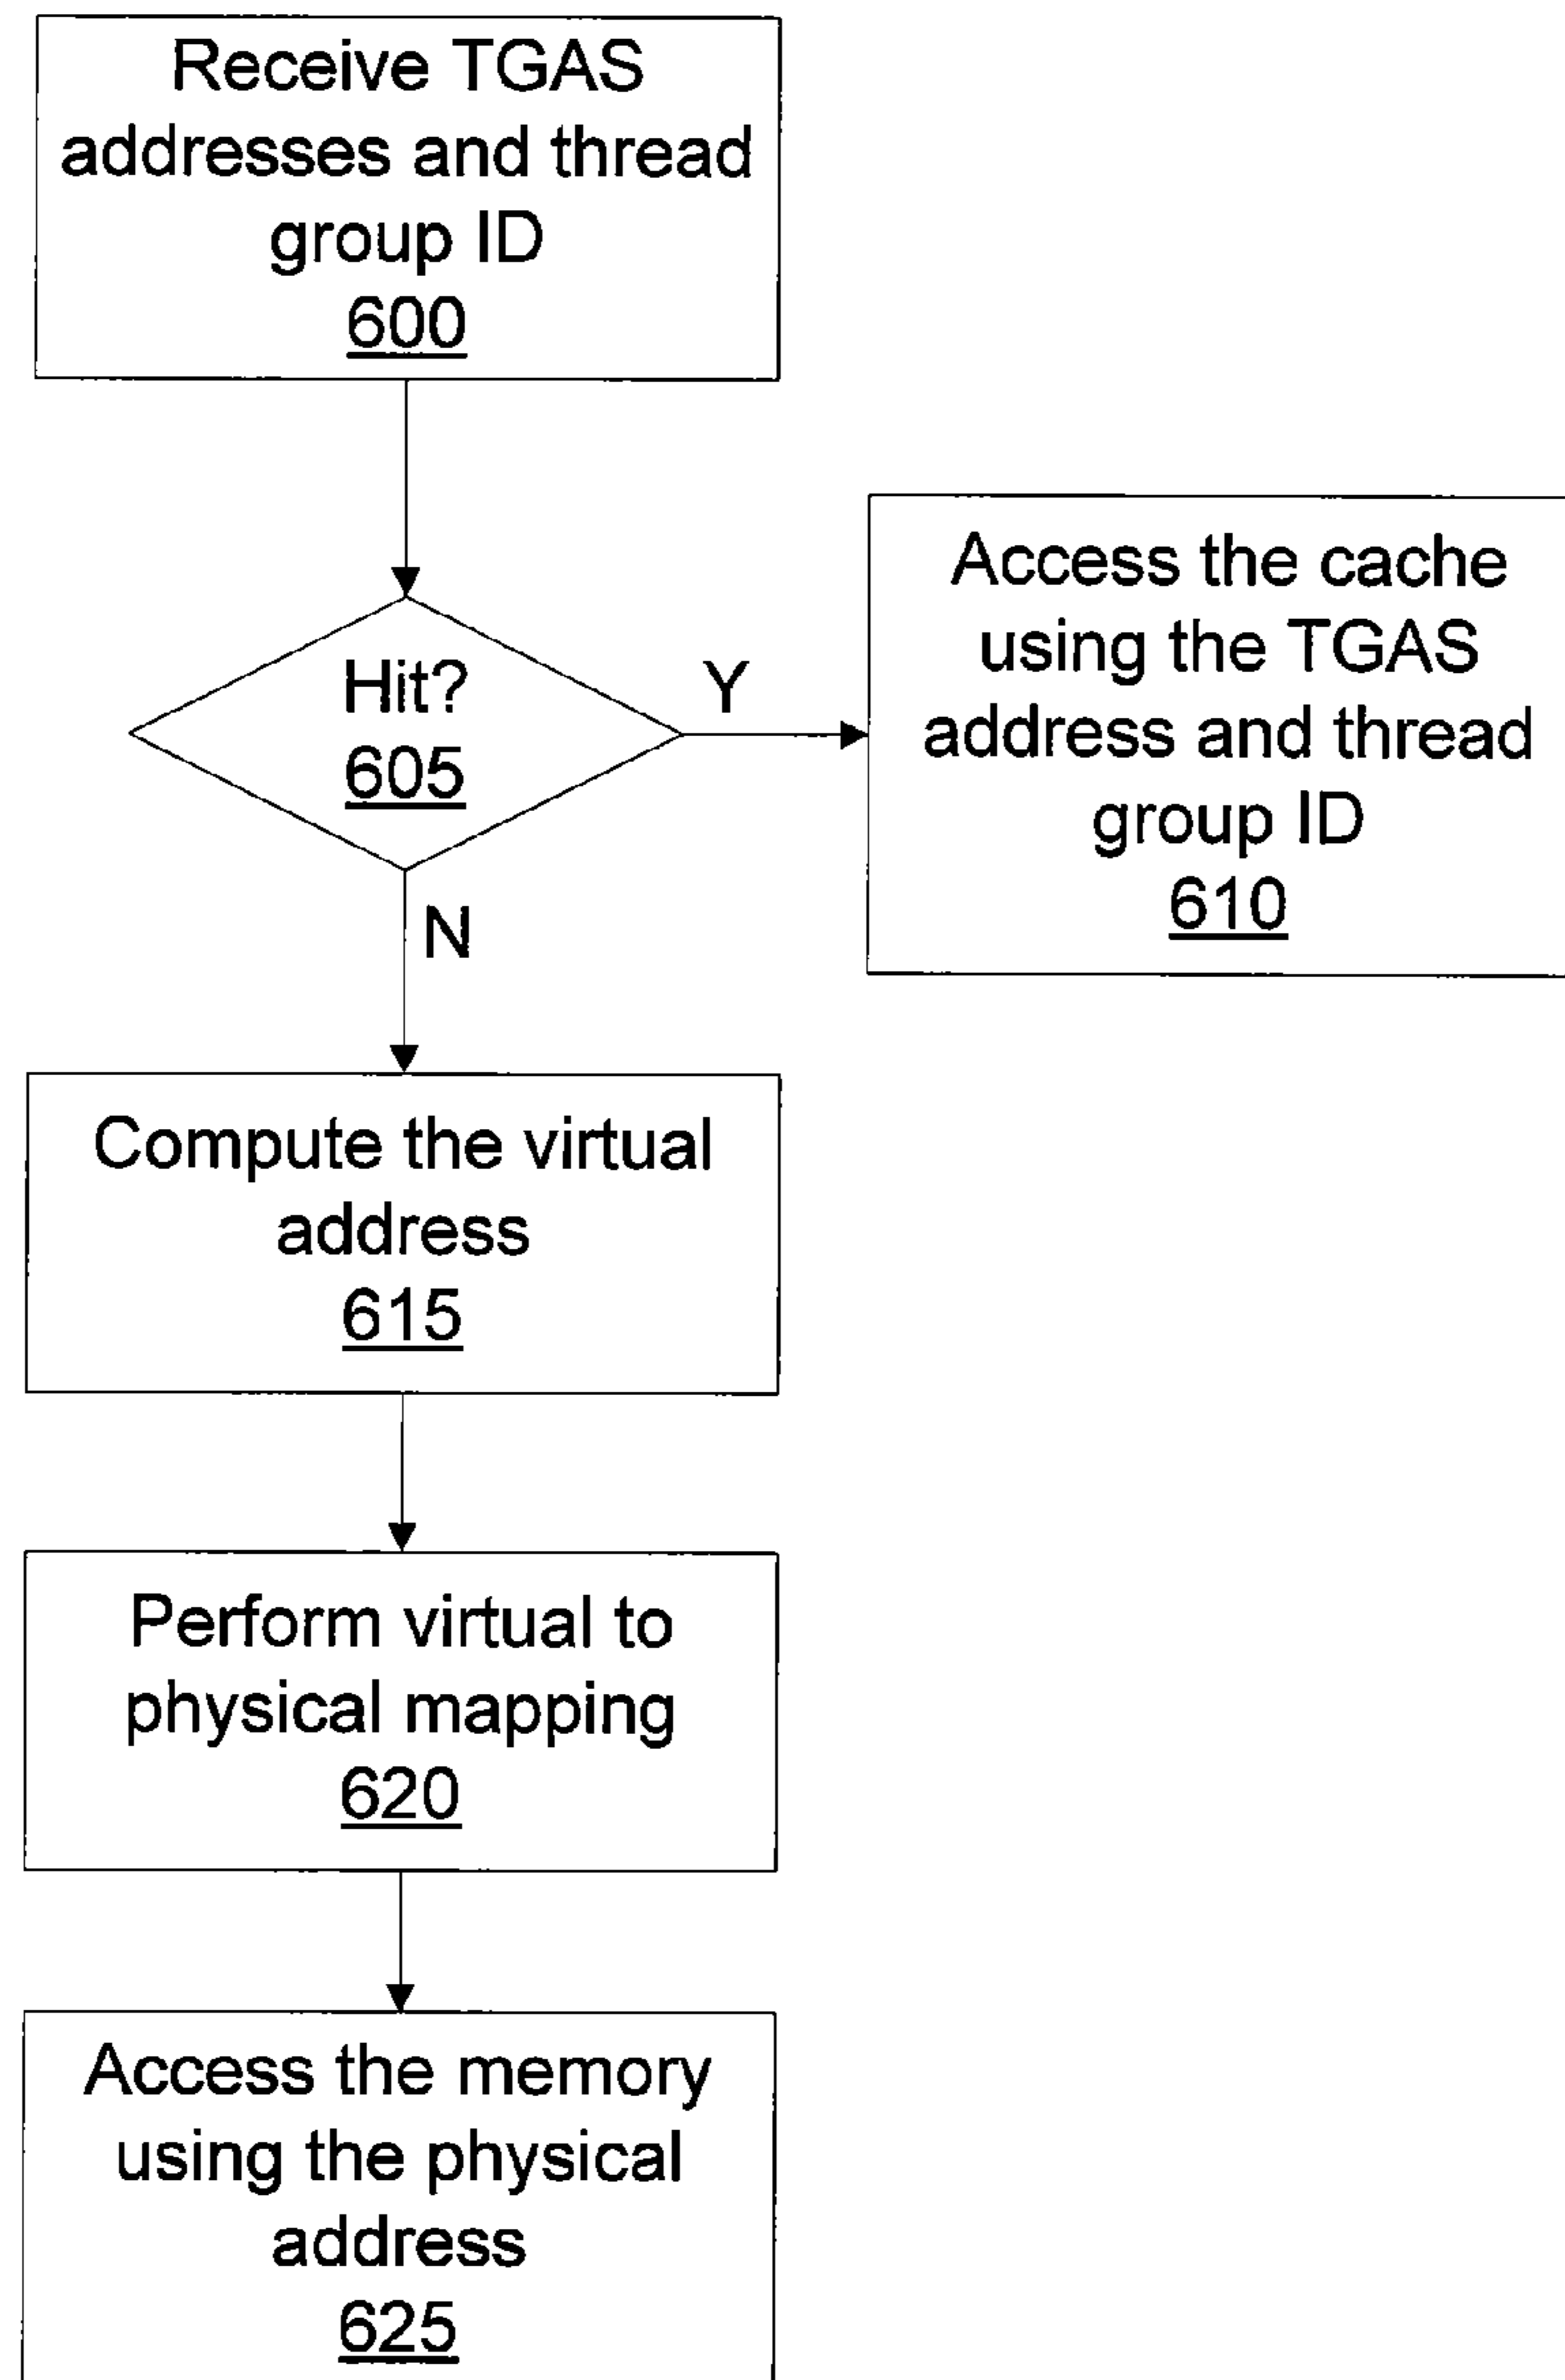 Receive TGAS
addresses and thread
group ID
600
Hit?
605
Y
Access the cache
using the TGAS
address and thread
group ID
610
N
Compute the virtual
address
615
Perform virtual to
physical mapping
620
Access the memory
using the physical
address
625